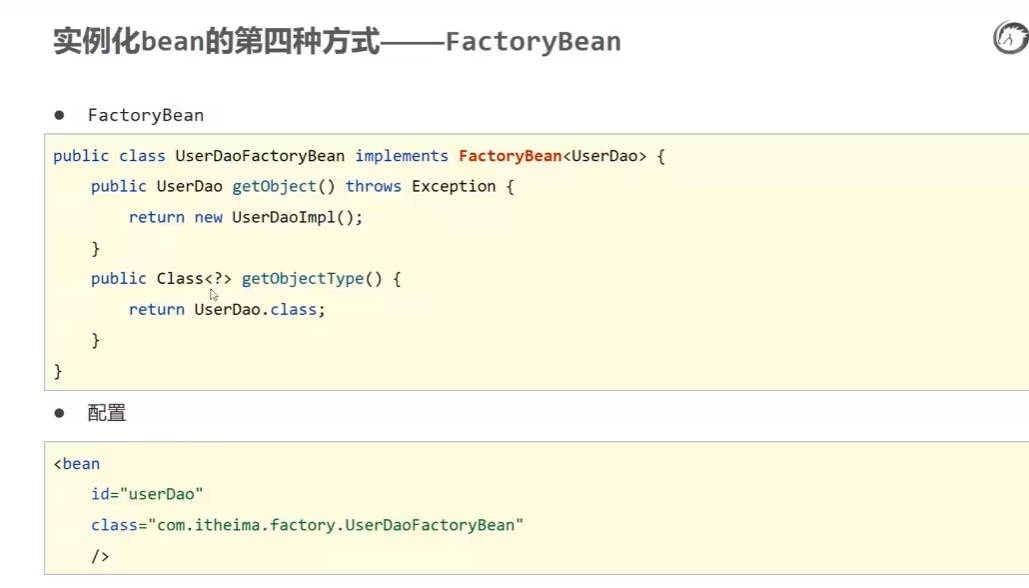 实例化bean的第四种方式——FactoryBean
● FactoryBean
public class UserDaoFactoryBean implements FactoryBean<UserDao> {
public UserDao getObject() throws Exception {
return new UserDaoImpl();
}
public Class<?> getObjectType() {
return UserDao.class;
}
}
● 配置
<bean
id="userDao"
class="com.itheima.factory.UserDaoFactoryBean"
/>